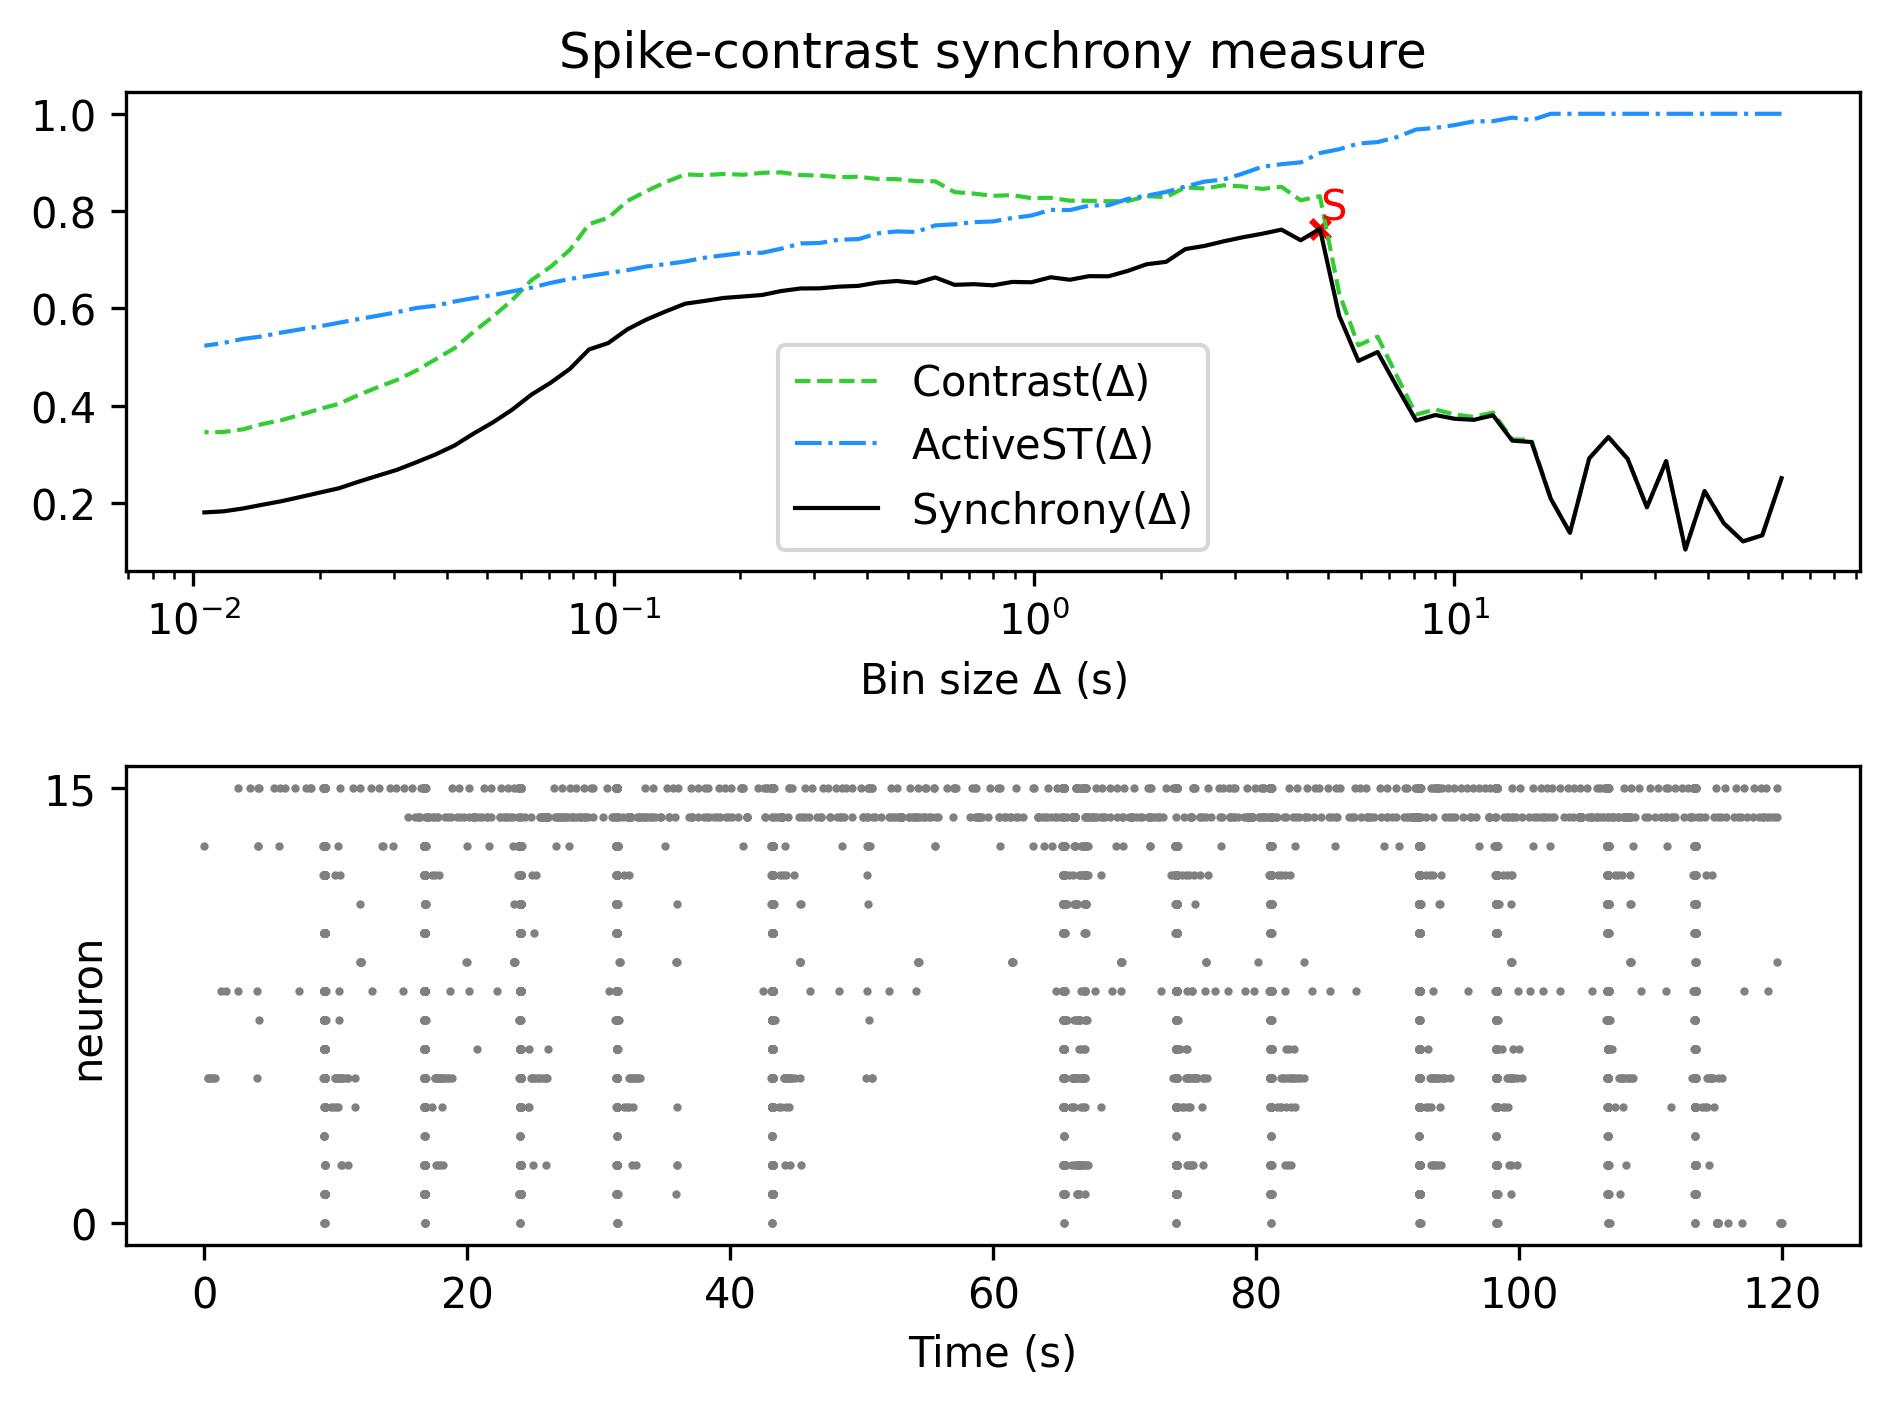 Spike-contrast synchrony measure
1.0
0.8
0.6
0.4
0.2
S
Contrast(Δ)
ActiveST(Δ)
Synchrony(Δ)
10⁻² 10⁻¹ 10⁰ 10¹
Bin size Δ (s)
15
neuron
0
0 20 40 60 80 100 120
Time (s)